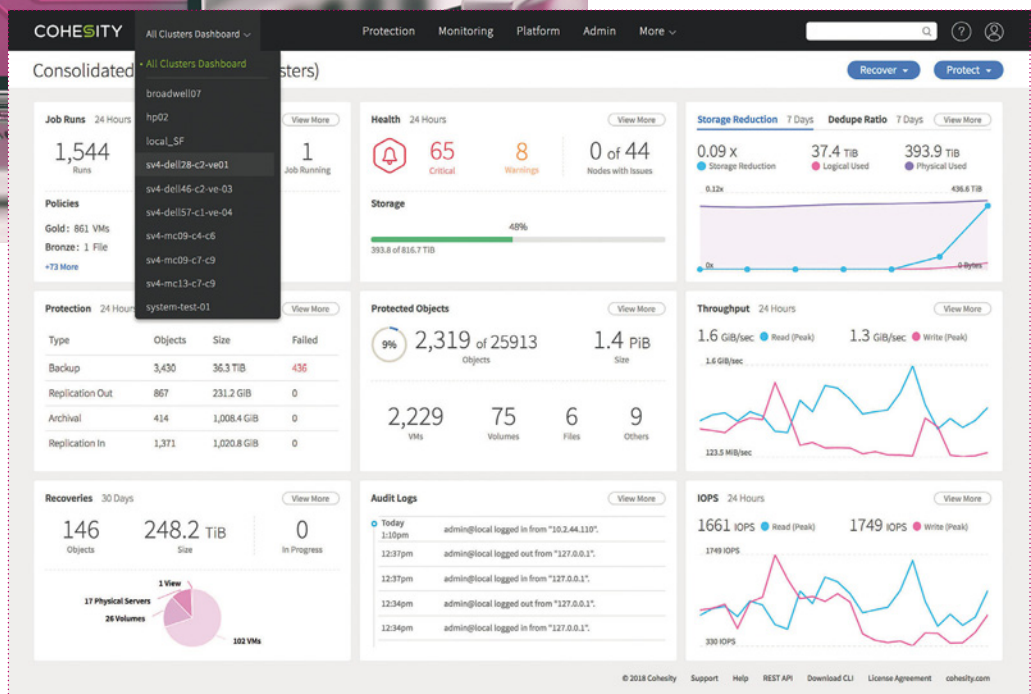 COHESITY
All Clusters Dashboard
Protection
Monitoring
Platform
Admin
More
Consolidated
sters)
Recover
Protect
• All Clusters Dashboard
broadwell07
hp02
local_SF
sv4-dell28-c2-ve01
sv4-dell46-c2-ve-03
sv4-dell57-c1-ve-04
sv4-mc09-c4-c6
sv4-mc09-c7-c9
sv4-mc13-c7-c9
system-test-01
Job Runs 24 Hours
View More
1,544
Runs
1
Job Running
Policies
Gold: 861 VMs
Bronze: 1 File
+73 More
Health 24 Hours
View More
65
Critical
8
Warnings
0 of 44
Nodes with Issues
Storage
48%
393.8 of 816.7 TiB
Storage Reduction 7 Days Dedupe Ratio 7 Days View More
0.09 x
Storage Reduction
37.4 TiB
Logical Used
393.9 TiB
Physical Used
0.12x
436.6 TiB
0x
0 Bytes
Protection 24 Hours
View More
Type Objects Size Failed
Backup 3,430 36.3 TiB 436
Replication Out 867 231.2 GiB 0
Archival 414 1,008.4 GiB 0
Replication In 1,371 1,020.8 GiB 0
Protected Objects
View More
9%
2,319 of 25913
Objects
1.4 PiB
Size
2,229
VMs
75
Volumes
6
Files
9
Others
Throughput 24 Hours
View More
1.6 GiB/sec Read (Peak)
1.3 GiB/sec Write (Peak)
1.6 GiB/sec
123.5 MiB/sec
Recoveries 30 Days
View More
146
Objects
248.2 TiB
Size
0
In Progress
1 View
17 Physical Servers
26 Volumes
102 VMs
Audit Logs
View More
Today
1:10pm admin@local logged in from "10.2.44.110".
12:37pm admin@local logged out from "127.0.0.1".
12:37pm admin@local logged in from "127.0.0.1".
12:34pm admin@local logged out from "127.0.0.1".
12:34pm admin@local logged in from "127.0.0.1".
IOPS 24 Hours
View More
1661 IOPS Read (Peak)
1749 IOPS Write (Peak)
1749 IOPS
330 IOPS
© 2018 Cohesity Support Help REST API Download CLI License Agreement cohesity.com